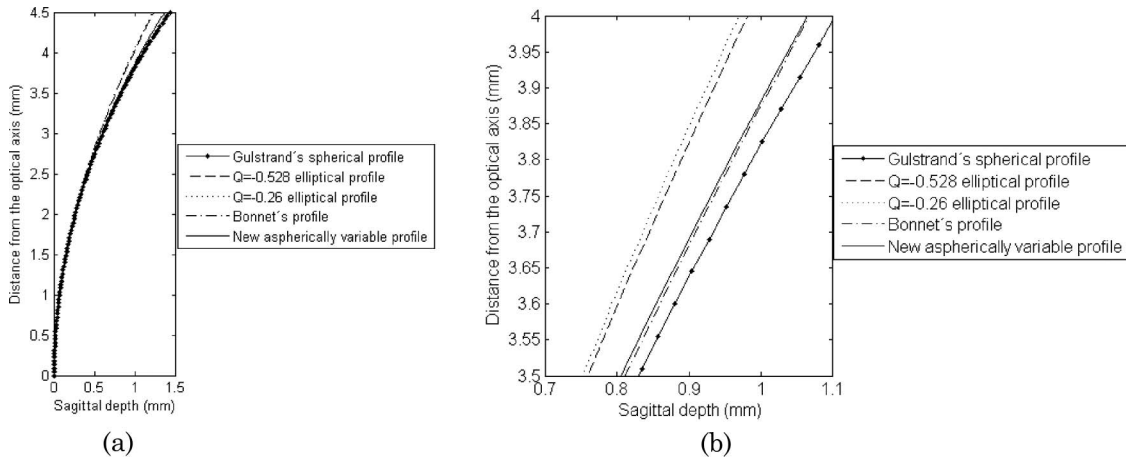 4.5
4
3.5
3
2.5
2
1.5
1
0.5
0
Distance from the optical axis (mm)
0 0.5 1 1.5
Sagittal depth (mm)
Gulstrand´s spherical profile
Q=-0.528 elliptical profile
Q=-0.26 elliptical profile
Bonnet´s profile
New aspherically variable profile
(a)
4
3.95
3.9
3.85
3.8
3.75
3.7
3.65
3.6
3.55
3.5
Distance from the optical axis (mm)
0.7 0.8 0.9 1 1.1
Sagittal depth (mm)
Gulstrand´s spherical profile
Q=-0.528 elliptical profile
Q=-0.26 elliptical profile
Bonnet´s profile
New aspherically variable profile
(b)